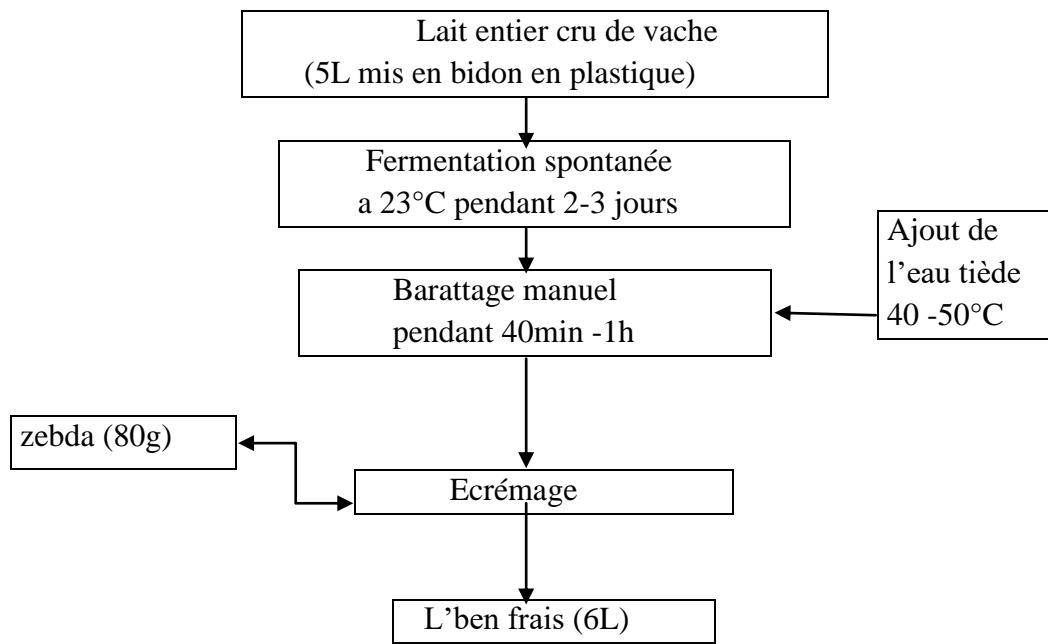 Lait entier cru de vache
(5L mis en bidon en plastique)
Fermentation spontanée
a 23°C pendant 2-3 jours
Ajout de
l’eau tiède
40 -50°C
Barattage manuel
pendant 40min -1h
zebda (80g)
Ecrémage
L’ben frais (6L)